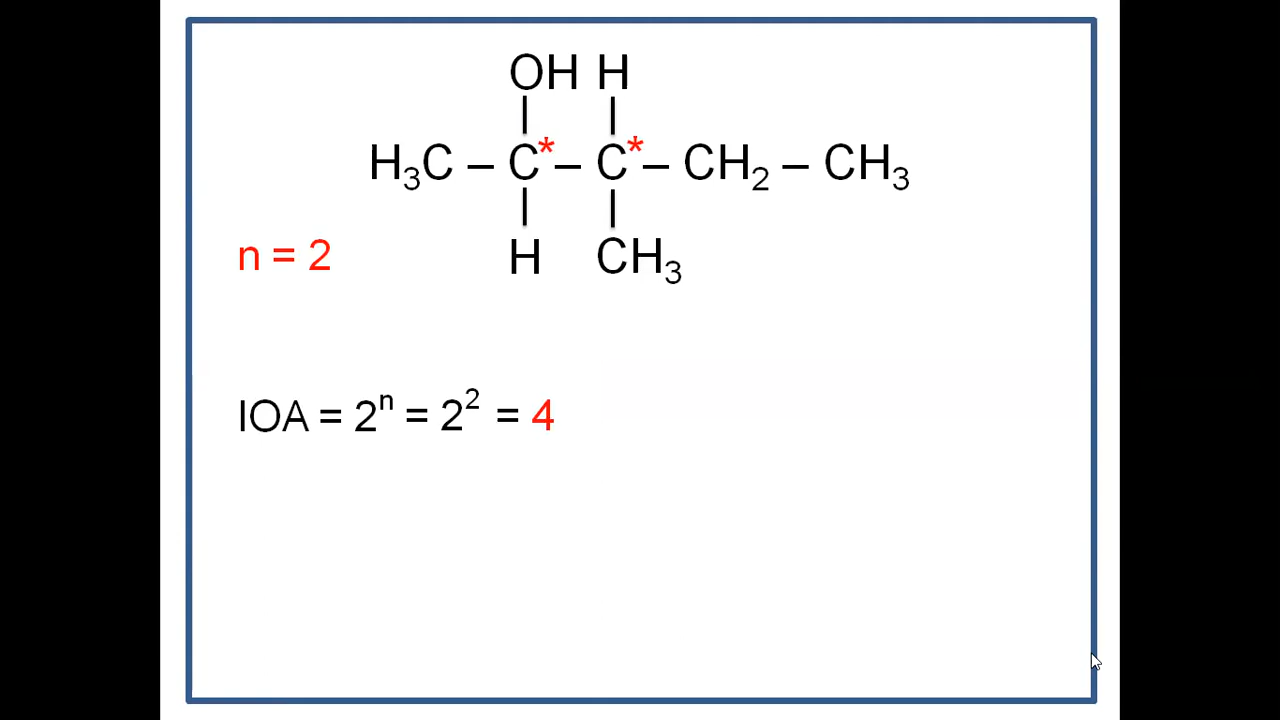 OH H
H₃C – C* – C* – CH₂ – CH₃
n = 2
H CH₃
IOA = 2ⁿ = 2² = 4